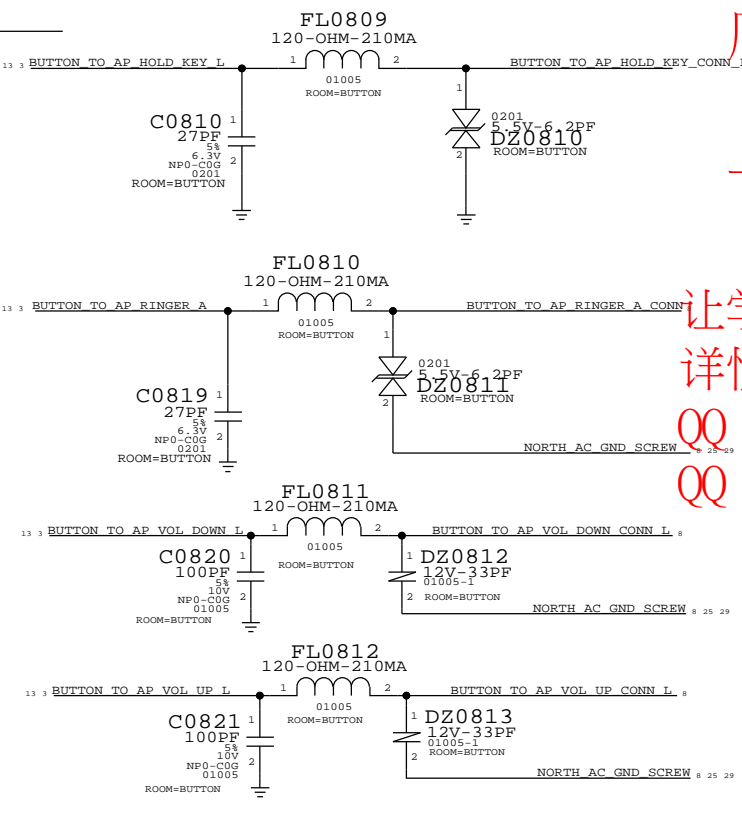 FL0809
120-OHM-210MA
13 3 BUTTON_TO_AP_HOLD_KEY_L
1
2
BUTTON_TO_AP_HOLD_KEY_CONN_L
01005
ROOM=BUTTON
C0810
1
27PF
5%
6.3V
2
NP0-C0G
0201
ROOM=BUTTON
1
0201
5.5V-6.2PF
DZ0810
2
ROOM=BUTTON
FL0810
120-OHM-210MA
13 3 BUTTON_TO_AP_RINGER_A
1
2
BUTTON_TO_AP_RINGER_A_CONN 8
01005
ROOM=BUTTON
C0819
1
27PF
5%
6.3V
2
NP0-C0G
0201
ROOM=BUTTON
1
0201
5.5V-6.2PF
DZ0811
2
ROOM=BUTTON
NORTH_AC_GND_SCREW 8 25 29
让
详
QQ
QQ
FL0811
120-OHM-210MA
13 3 BUTTON_TO_AP_VOL_DOWN_L
1
2
BUTTON_TO_AP_VOL_DOWN_CONN_L 8
01005
ROOM=BUTTON
C0820
1
100PF
5%
10V
2
NP0-C0G
01005
ROOM=BUTTON
DZ0812
1
12V-33PF
01005-1
2
ROOM=BUTTON
NORTH_AC_GND_SCREW 8 25 29
FL0812
120-OHM-210MA
13 3 BUTTON_TO_AP_VOL_UP_L
1
2
BUTTON_TO_AP_VOL_UP_CONN_L 8
01005
ROOM=BUTTON
C0821
1
100PF
5%
10V
2
NP0-C0G
01005
ROOM=BUTTON
DZ0813
1
12V-33PF
01005-1
2
ROOM=BUTTON
NORTH_AC_GND_SCREW 8 25 29